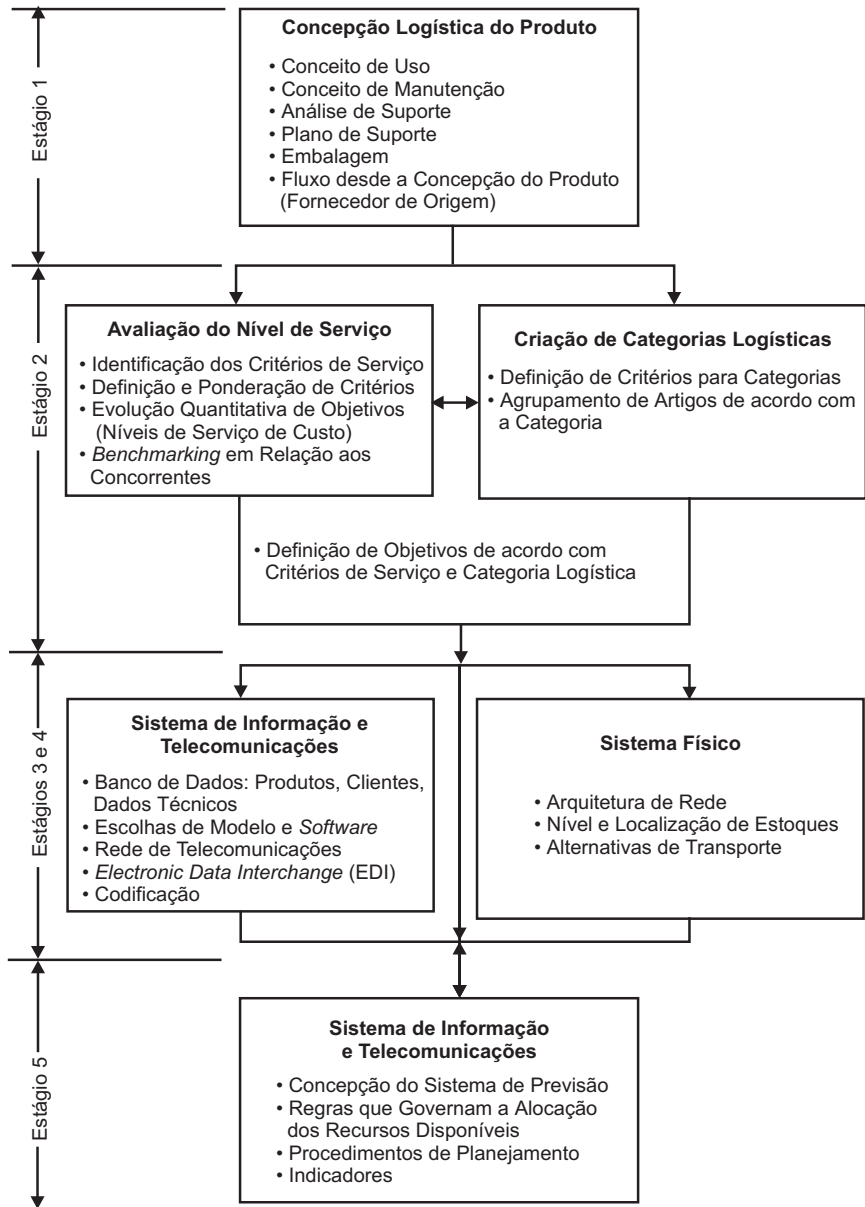 Estágio 1
Concepção Logística do Produto
• Conceito de Uso
• Conceito de Manutenção
• Análise de Suporte
• Plano de Suporte
• Embalagem
• Fluxo desde a Concepção do Produto
(Fornecedor de Origem)
Estágio 2
Avaliação do Nível de Serviço
• Identificação dos Critérios de Serviço
• Definição e Ponderação de Critérios
• Evolução Quantitativa de Objetivos
(Níveis de Serviço de Custo)
• Benchmarking em Relação aos
Concorrentes
Criação de Categorias Logísticas
• Definição de Critérios para Categorias
• Agrupamento de Artigos de acordo com
a Categoria
• Definição de Objetivos de acordo com
Critérios de Serviço e Categoria Logística
Estágios 3 e 4
Sistema de Informação e
Telecomunicações
• Banco de Dados: Produtos, Clientes,
Dados Técnicos
• Escolhas de Modelo e Software
• Rede de Telecomunicações
• Electronic Data Interchange (EDI)
• Codificação
Sistema Físico
• Arquitetura de Rede
• Nível e Localização de Estoques
• Alternativas de Transporte
Estágio 5
Sistema de Informação
e Telecomunicações
• Concepção do Sistema de Previsão
• Regras que Governam a Alocação
dos Recursos Disponíveis
• Procedimentos de Planejamento
• Indicadores